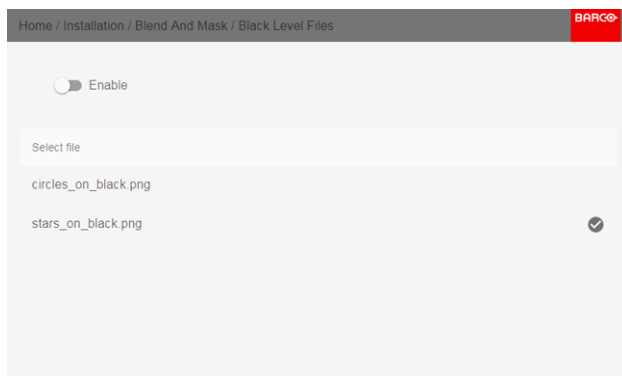 Home / Installation / Blend And Mask / Black Level Files
BARCO
Enable
Select file
circles_on_black.png
stars_on_black.png